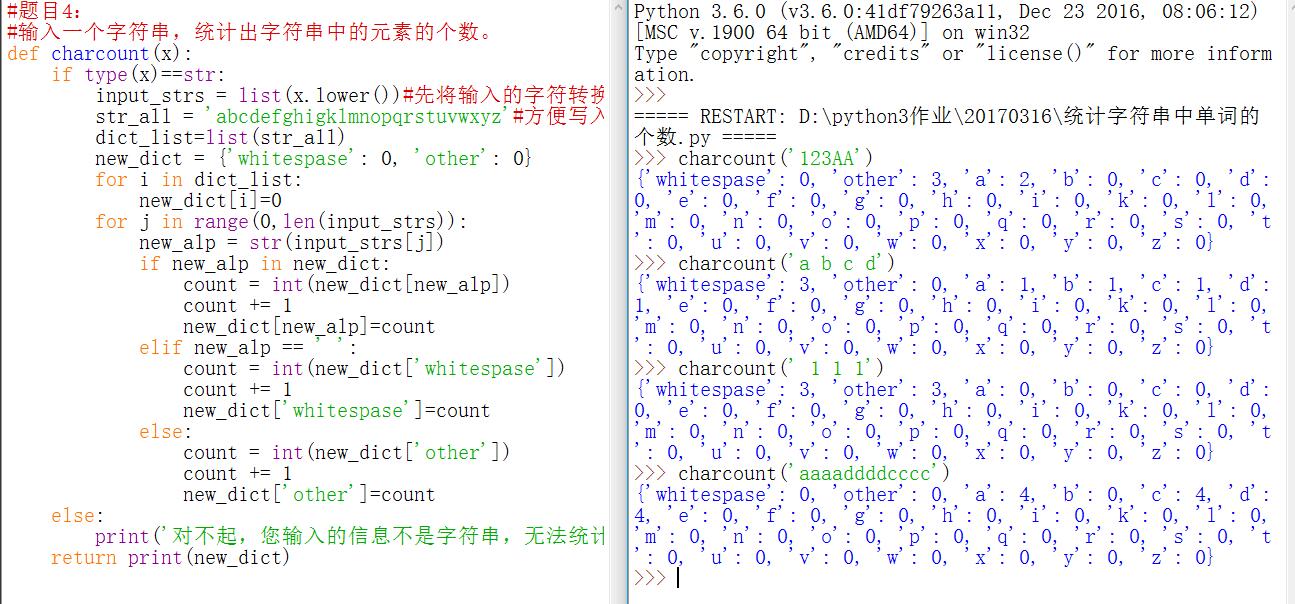 #题目4：
#输入一个字符串，统计出字符串中的元素的个数。
def charcount(x):
    if type(x)==str:
        input_strs = list(x.lower())#先将输入的字符转换
        str_all = 'abcdefghigklmnopqrstuvwxyz'#方便写入
        dict_list=list(str_all)
        new_dict = {'whitespase': 0, 'other': 0}
        for i in dict_list:
            new_dict[i]=0
        for j in range(0,len(input_strs)):
            new_alp = str(input_strs[j])
            if new_alp in new_dict:
                count = int(new_dict[new_alp])
                count += 1
                new_dict[new_alp]=count
            elif new_alp == ' ':
                count = int(new_dict['whitespase'])
                count += 1
                new_dict['whitespase']=count
            else:
                count = int(new_dict['other'])
                count += 1
                new_dict['other']=count
    else:
        print('对不起，您输入的信息不是字符串，无法统计
    return print(new_dict)
Python 3.6.0 (v3.6.0:41df79263a11, Dec 23 2016, 08:06:12)
[MSC v.1900 64 bit (AMD64)] on win32
Type "copyright", "credits" or "license()" for more inform
ation.
>>>
===== RESTART: D:\python3作业\20170316\统计字符串中单词的
个数.py =====
>>> charcount('123AA')
{'whitespase': 0, 'other': 3, 'a': 2, 'b': 0, 'c': 0, 'd':
0, 'e': 0, 'f': 0, 'g': 0, 'h': 0, 'i': 0, 'k': 0, 'l': 0,
'm': 0, 'n': 0, 'o': 0, 'p': 0, 'q': 0, 'r': 0, 's': 0, 't
': 0, 'u': 0, 'v': 0, 'w': 0, 'x': 0, 'y': 0, 'z': 0}
>>> charcount('a b c d')
{'whitespase': 3, 'other': 0, 'a': 1, 'b': 1, 'c': 1, 'd':
1, 'e': 0, 'f': 0, 'g': 0, 'h': 0, 'i': 0, 'k': 0, 'l': 0,
'm': 0, 'n': 0, 'o': 0, 'p': 0, 'q': 0, 'r': 0, 's': 0, 't
': 0, 'u': 0, 'v': 0, 'w': 0, 'x': 0, 'y': 0, 'z': 0}
>>> charcount(' 1 1 1')
{'whitespase': 3, 'other': 3, 'a': 0, 'b': 0, 'c': 0, 'd':
0, 'e': 0, 'f': 0, 'g': 0, 'h': 0, 'i': 0, 'k': 0, 'l': 0,
'm': 0, 'n': 0, 'o': 0, 'p': 0, 'q': 0, 'r': 0, 's': 0, 't
': 0, 'u': 0, 'v': 0, 'w': 0, 'x': 0, 'y': 0, 'z': 0}
>>> charcount('aaaaddddcccc')
{'whitespase': 0, 'other': 0, 'a': 4, 'b': 0, 'c': 4, 'd':
4, 'e': 0, 'f': 0, 'g': 0, 'h': 0, 'i': 0, 'k': 0, 'l': 0,
'm': 0, 'n': 0, 'o': 0, 'p': 0, 'q': 0, 'r': 0, 's': 0, 't
': 0, 'u': 0, 'v': 0, 'w': 0, 'x': 0, 'y': 0, 'z': 0}
>>>